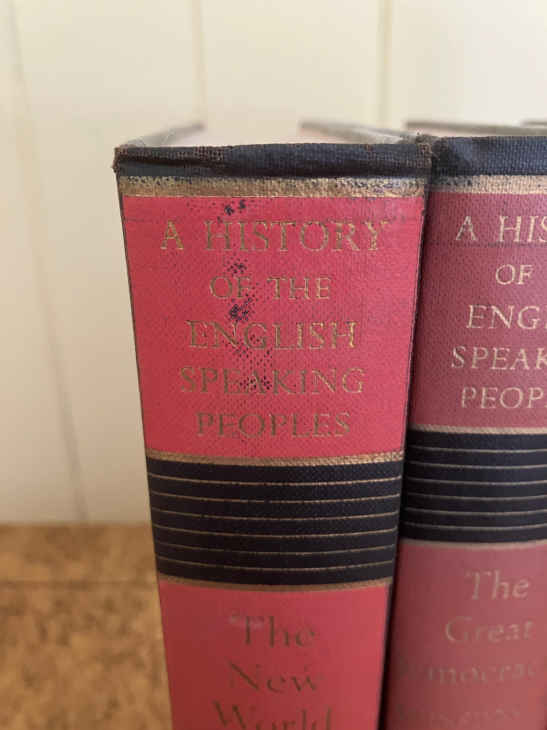 A HISTORY
OF THE
ENGLISH
SPEAKING
PEOPLES
The
New
World
A HIS
OF
ENG
SPEAK
PEOP
The
Great